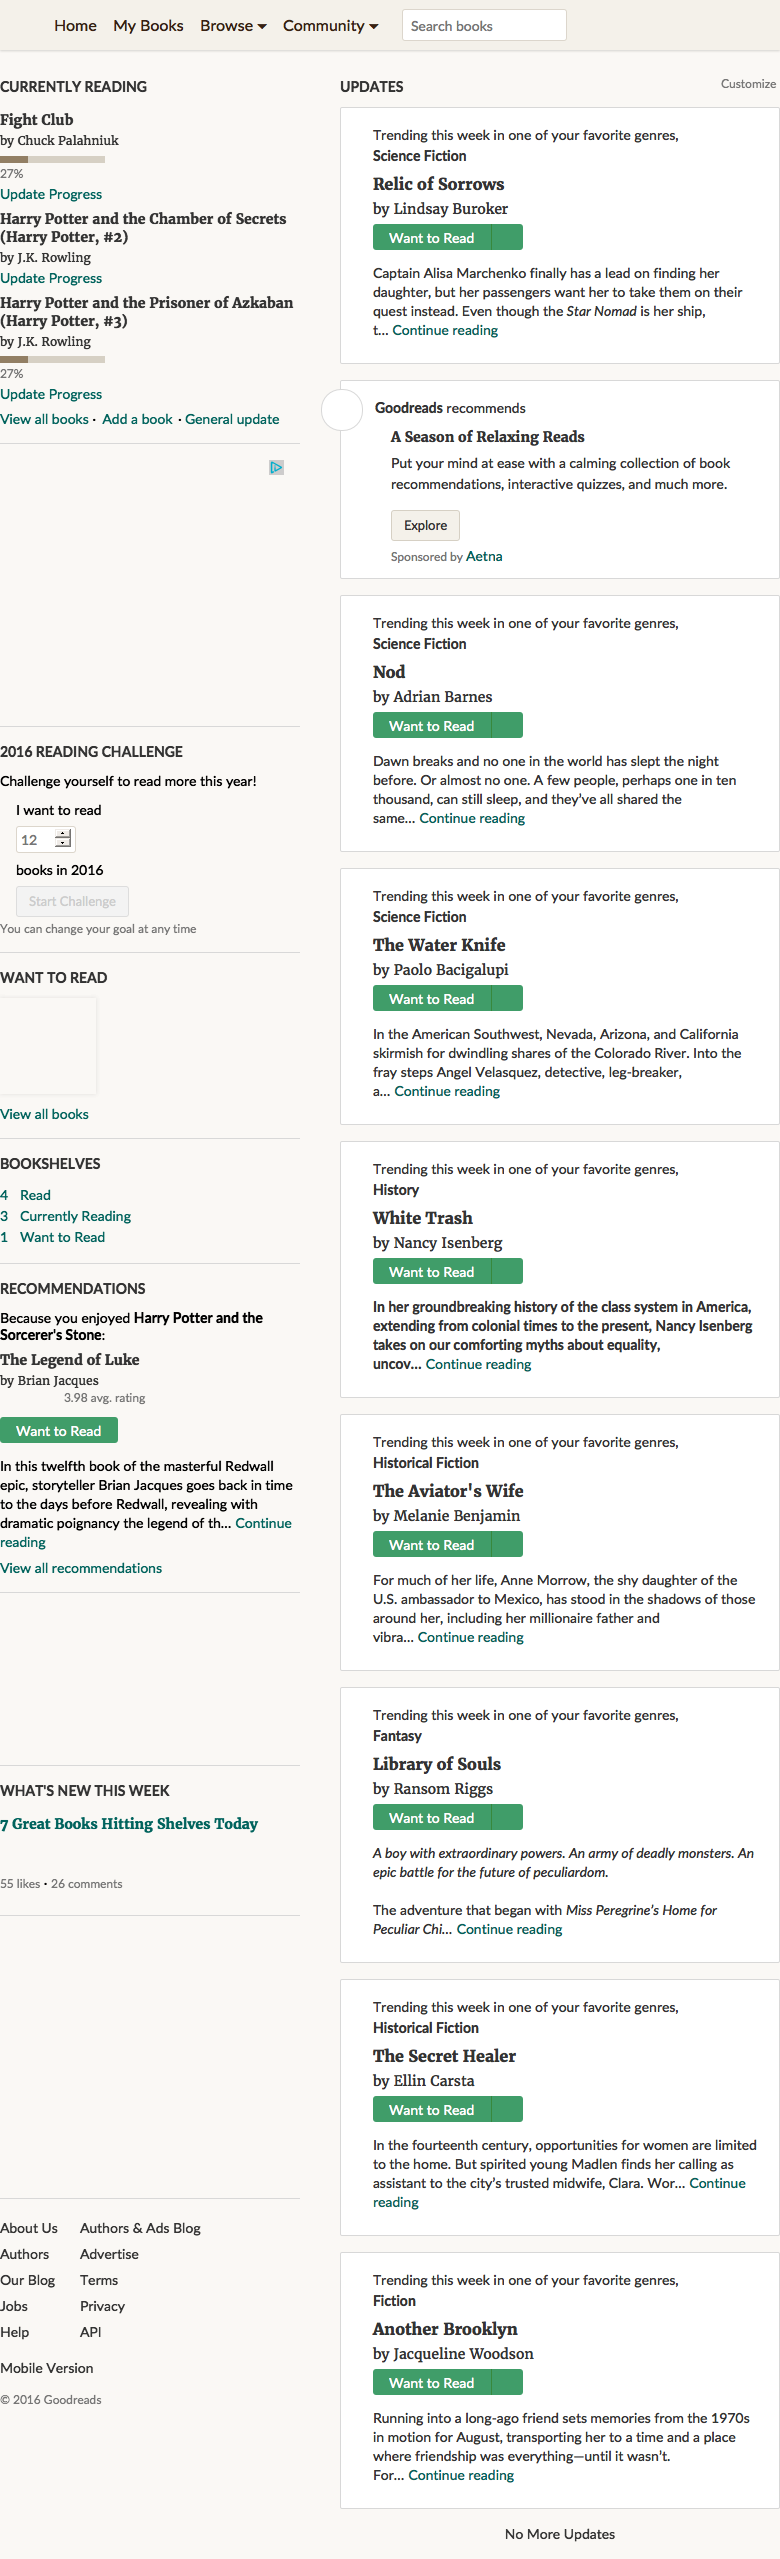 Home My Books Browse Community Search books
CURRENTLY READING
Fight Club
by Chuck Palahniuk
27%
Update Progress
Harry Potter and the Chamber of Secrets
(Harry Potter, #2)
by J.K. Rowling
Update Progress
Harry Potter and the Prisoner of Azkaban
(Harry Potter, #3)
by J.K. Rowling
27%
Update Progress
View all books · Add a book · General update
2016 READING CHALLENGE
Challenge yourself to read more this year!
I want to read
12
books in 2016
Start Challenge
You can change your goal at any time
WANT TO READ
View all books
BOOKSHELVES
4 Read
3 Currently Reading
1 Want to Read
RECOMMENDATIONS
Because you enjoyed Harry Potter and the
Sorcerer's Stone:
The Legend of Luke
by Brian Jacques
3.98 avg. rating
Want to Read
In this twelfth book of the masterful Redwall
epic, storyteller Brian Jacques goes back in time
to the days before Redwall, revealing with
dramatic poignancy the legend of th... Continue
reading
View all recommendations
WHAT'S NEW THIS WEEK
7 Great Books Hitting Shelves Today
55 likes · 26 comments
About Us Authors & Ads Blog
Authors Advertise
Our Blog Terms
Jobs Privacy
Help API
Mobile Version
© 2016 Goodreads
UPDATES Customize
Trending this week in one of your favorite genres,
Science Fiction
Relic of Sorrows
by Lindsay Buroker
Want to Read
Captain Alisa Marchenko finally has a lead on finding her
daughter, but her passengers want her to take them on their
quest instead. Even though the Star Nomad is her ship,
t... Continue reading
Goodreads recommends
A Season of Relaxing Reads
Put your mind at ease with a calming collection of book
recommendations, interactive quizzes, and much more.
Explore
Sponsored by Aetna
Trending this week in one of your favorite genres,
Science Fiction
Nod
by Adrian Barnes
Want to Read
Dawn breaks and no one in the world has slept the night
before. Or almost no one. A few people, perhaps one in ten
thousand, can still sleep, and they've all shared the
same... Continue reading
Trending this week in one of your favorite genres,
Science Fiction
The Water Knife
by Paolo Bacigalupi
Want to Read
In the American Southwest, Nevada, Arizona, and California
skirmish for dwindling shares of the Colorado River. Into the
fray steps Angel Velasquez, detective, leg-breaker,
a... Continue reading
Trending this week in one of your favorite genres,
History
White Trash
by Nancy Isenberg
Want to Read
In her groundbreaking history of the class system in America,
extending from colonial times to the present, Nancy Isenberg
takes on our comforting myths about equality,
uncov... Continue reading
Trending this week in one of your favorite genres,
Historical Fiction
The Aviator's Wife
by Melanie Benjamin
Want to Read
For much of her life, Anne Morrow, the shy daughter of the
U.S. ambassador to Mexico, has stood in the shadows of those
around her, including her millionaire father and
vibra... Continue reading
Trending this week in one of your favorite genres,
Fantasy
Library of Souls
by Ransom Riggs
Want to Read
A boy with extraordinary powers. An army of deadly monsters. An
epic battle for the future of peculiardom.
The adventure that began with Miss Peregrine's Home for
Peculiar Chi... Continue reading
Trending this week in one of your favorite genres,
Historical Fiction
The Secret Healer
by Ellin Carsta
Want to Read
In the fourteenth century, opportunities for women are limited
to the home. But spirited young Madlen finds her calling as
assistant to the city's trusted midwife, Clara. Wor... Continue
reading
Trending this week in one of your favorite genres,
Fiction
Another Brooklyn
by Jacqueline Woodson
Want to Read
Running into a long-ago friend sets memories from the 1970s
in motion for August, transporting her to a time and a place
where friendship was everything—until it wasn't.
For... Continue reading
No More Updates